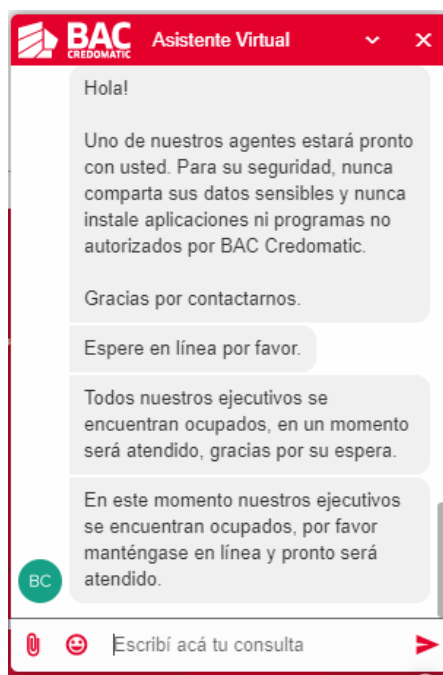 BAC
CREDOMATIC
Asistente Virtual
Hola!
Uno de nuestros agentes estará pronto
con usted. Para su seguridad, nunca
comparta sus datos sensibles y nunca
instale aplicaciones ni programas no
autorizados por BAC Credomatic.
Gracias por contactarnos.
Espere en línea por favor.
Todos nuestros ejecutivos se
encuentran ocupados, en un momento
será atendido, gracias por su espera.
En este momento nuestros ejecutivos
se encuentran ocupados, por favor
manténgase en línea y pronto será
atendido.
BC
Escribí acá tu consulta